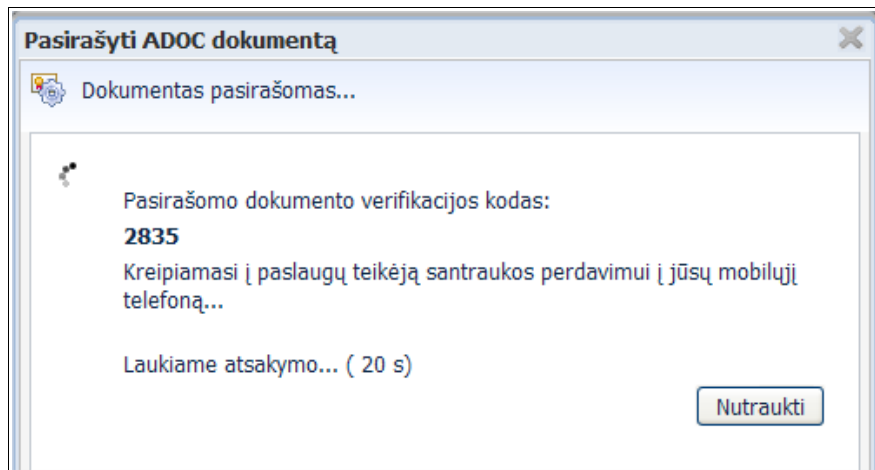 Pasirašyti ADOC dokumentą
Dokumentas pasirašomas...
Pasirašomo dokumento verifikacijos kodas:
2835
Kreipiamasi į paslaugų teikėją santraukos perdavimui į jūsų mobilųjį
telefoną...
Laukiame atsakymo... ( 20 s)
Nutraukti